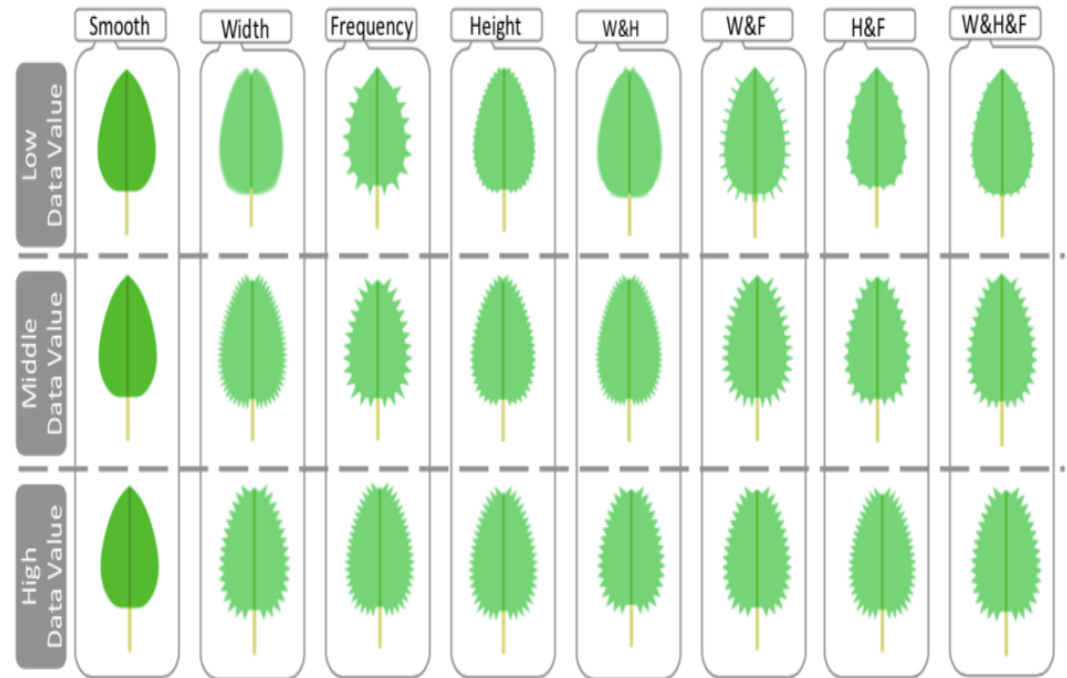 Smooth
Width
Frequency
Height
W&H
W&F
H&F
W&H&F
Low
Data Value
Middle
Data Value
High
Data Value